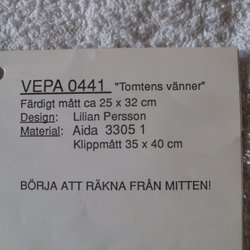 VEPA 0441 "Tomtens vänner"
Färdigt mått ca 25 x 32 cm
Design: Lilian Persson
Material: Aida 3305 1
Klippmått 35 x 40 cm
BÖRJA ATT RÄKNA FRÅN MITTEN!